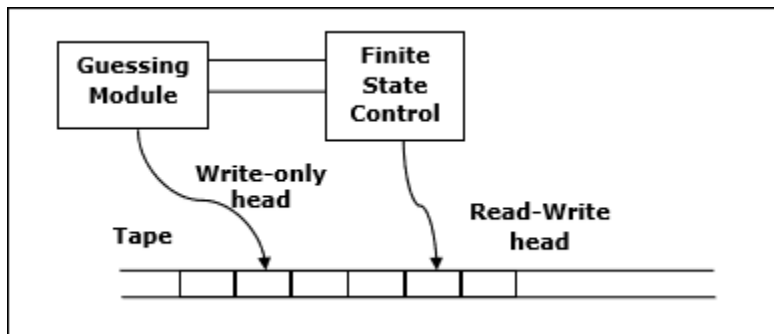 Guessing
Module
Finite
State
Control
Write-only
head
Read-Write
head
Tape